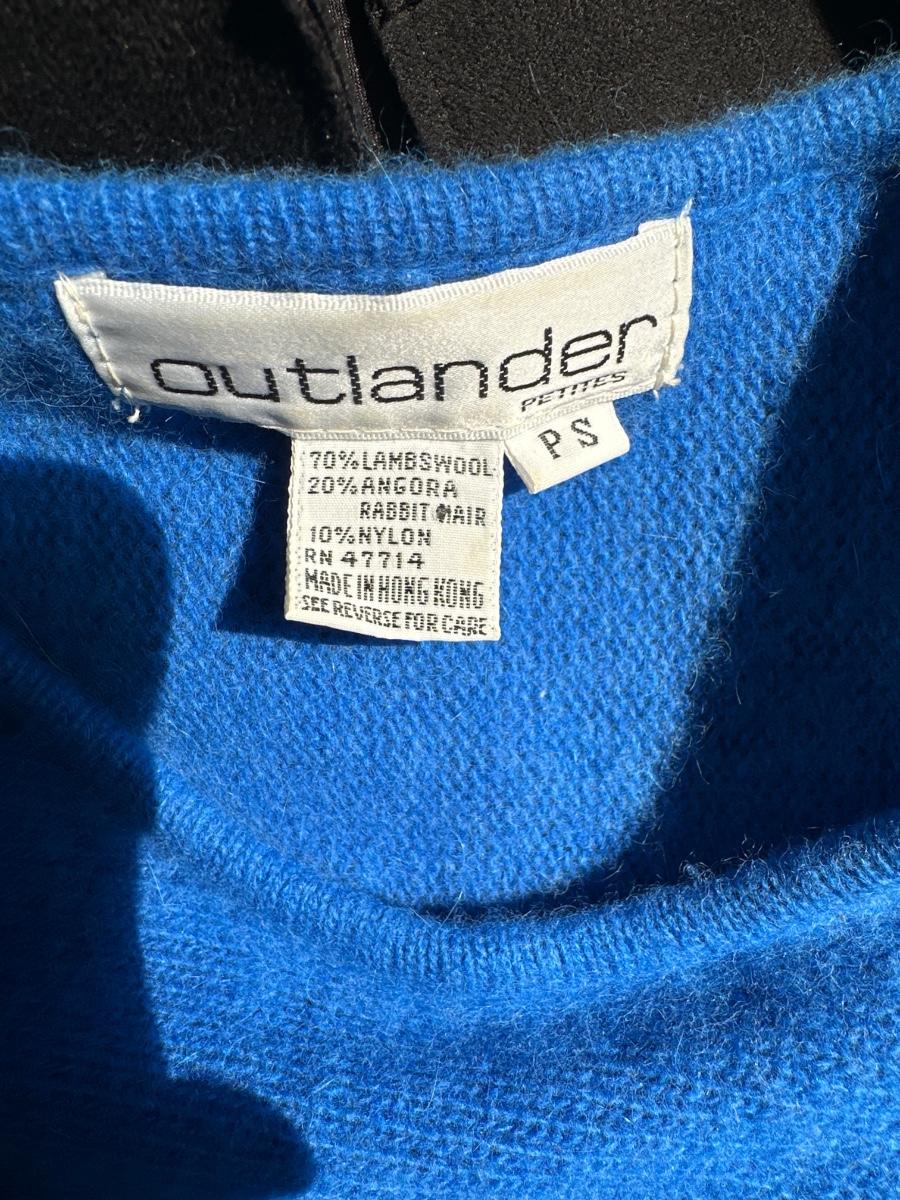 outlander
PETITES
PS
70% LAMBSWOOL
20% ANGORA
RABBIT HAIR
10% NYLON
RN 47714
MADE IN HONG KONG
SEE REVERSE FOR CARE